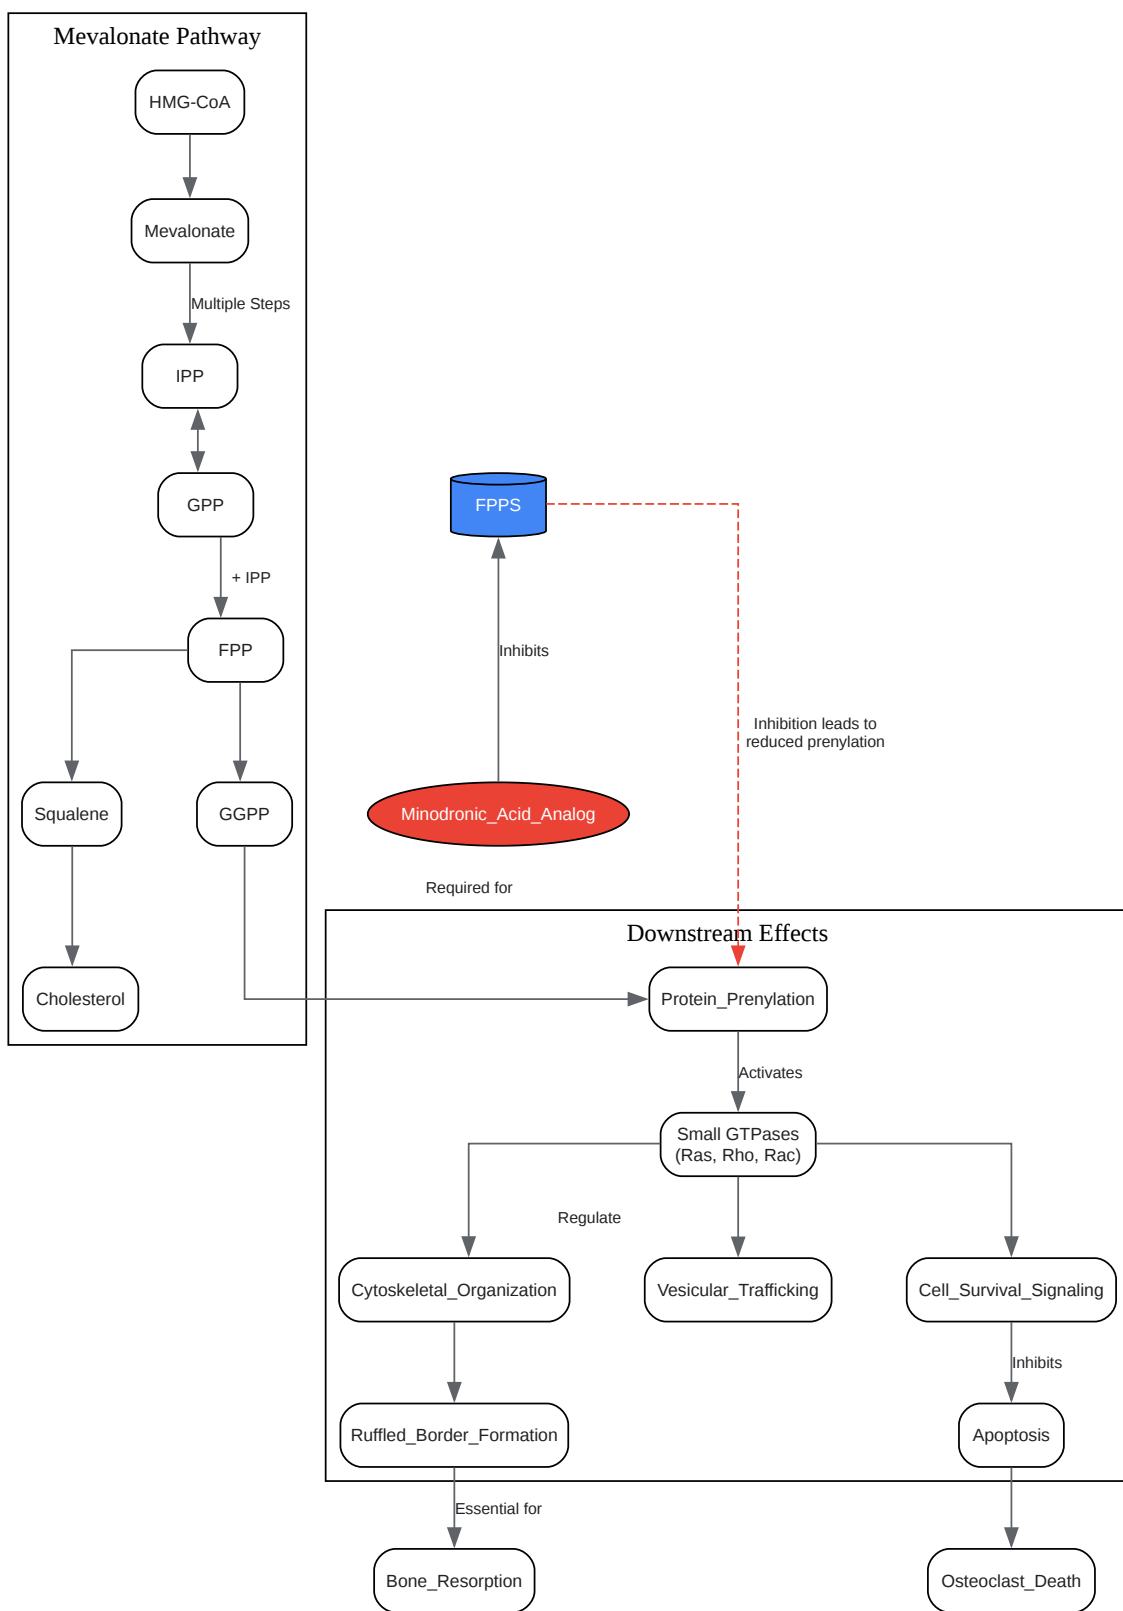 Mevalonate Pathway
HMG-CoA
Mevalonate
Multiple Steps
IPP
GPP
FPPS
+ IPP
FPP
Inhibits
Inhibition leads to
reduced prenylation
Squalene
GGPP
Minodronic_Acid_Analog
Required for
Downstream Effects
Cholesterol
Protein_Prenylation
Activates
Small GTPases
(Ras, Rho, Rac)
Regulate
Cytoskeletal_Organization
Vesicular_Trafficking
Cell_Survival_Signaling
Inhibits
Ruffled_Border_Formation
Apoptosis
Essential for
Bone_Resorption
Osteoclast_Death